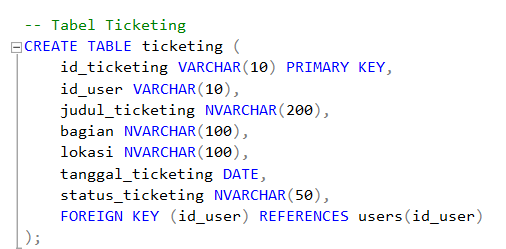 -- Tabel Ticketing
CREATE TABLE ticketing (
id_ticketing VARCHAR(10) PRIMARY KEY,
id_user VARCHAR(10),
judul_ticketing NVARCHAR(200),
bagian NVARCHAR(100),
lokasi NVARCHAR(100),
tanggal_ticketing DATE,
status_ticketing NVARCHAR(50),
FOREIGN KEY (id_user) REFERENCES users(id_user)
);